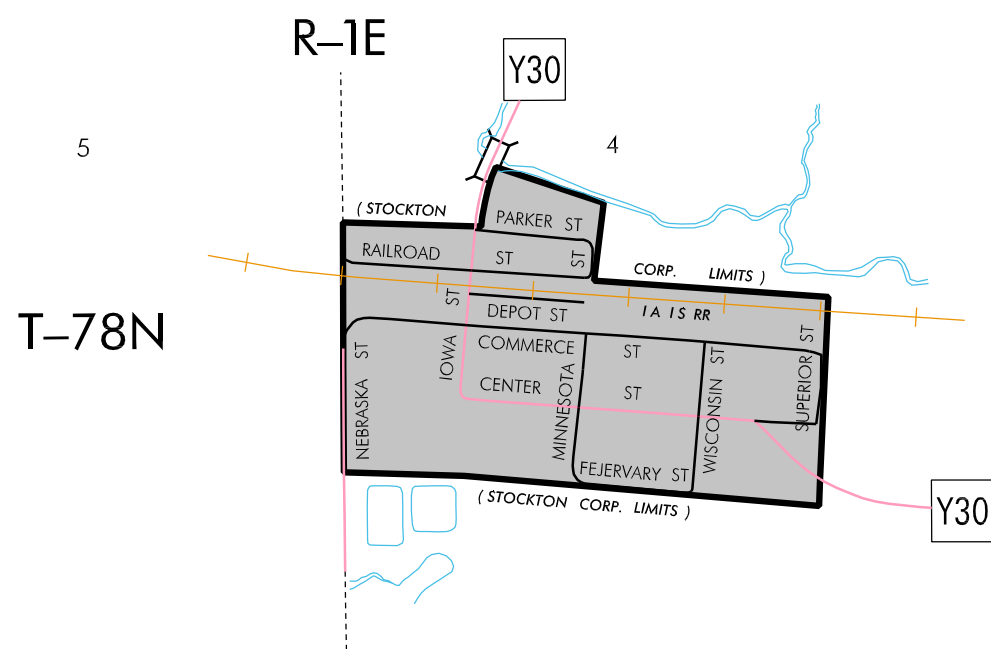 R–1E
Y30
5
4
( STOCKTON
PARKER ST
RAILROAD ST
ST
CORP. LIMITS )
ST
DEPOT ST
I A I S RR
T–78N
ST
IOWA
COMMERCE ST
ST
ST
CENTER ST
NEBRASKA
MINNESOTA
WISCONSIN
SUPERIOR
FEJERVARY ST
( STOCKTON CORP. LIMITS )
Y30